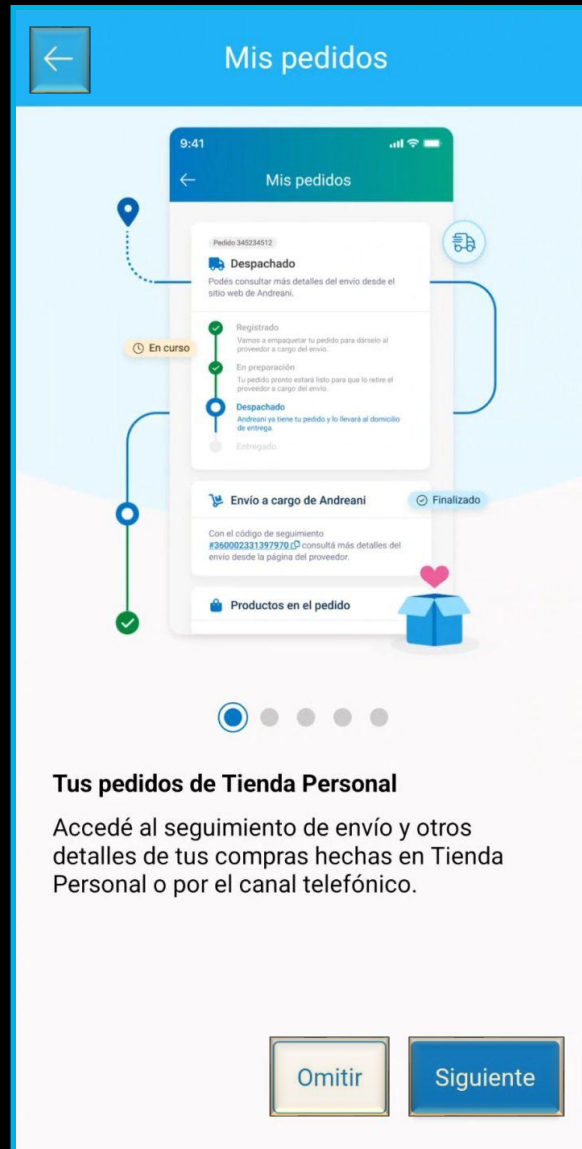 Mis pedidos
9:41
Mis pedidos
Pedido 345234512
Despachado
Podés consultar más detalles del envío desde el
sitio web de Andreani.
En curso
Registrado
Vamos a empaquetar tu pedido para dárselo al
proveedor a cargo del envío.
En preparación
Tu pedido pronto estara listo para que lo retire el
proveedor a cargo del envío.
Despachado
Andreani ya tiene tu pedido y lo llevará al domicilio
de entrega.
Entregado
Envío a cargo de Andreani
Finalizado
Con el código de seguimiento
#360002331397970 consultá más detalles del
envío desde la página del proveedor.
Productos en el pedido
Tus pedidos de Tienda Personal
Accedé al seguimiento de envío y otros
detalles de tus compras hechas en Tienda
Personal o por el canal telefónico.
Omitir
Siguiente